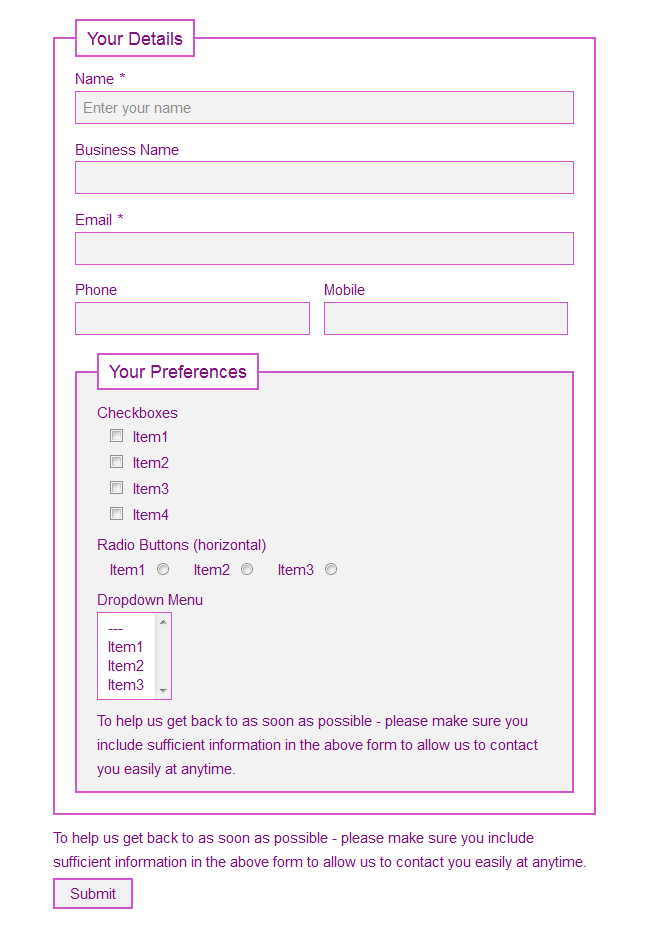 Your Details
Name *
Enter your name
Business Name
Email *
Phone Mobile
Your Preferences
Checkboxes
Item1
Item2
Item3
Item4
Radio Buttons (horizontal)
Item1 Item2 Item3
Dropdown Menu
---
Item1
Item2
Item3
To help us get back to as soon as possible - please make sure you
include sufficient information in the above form to allow us to contact
you easily at anytime.
To help us get back to as soon as possible - please make sure you include
sufficient information in the above form to allow us to contact you easily at anytime.
Submit